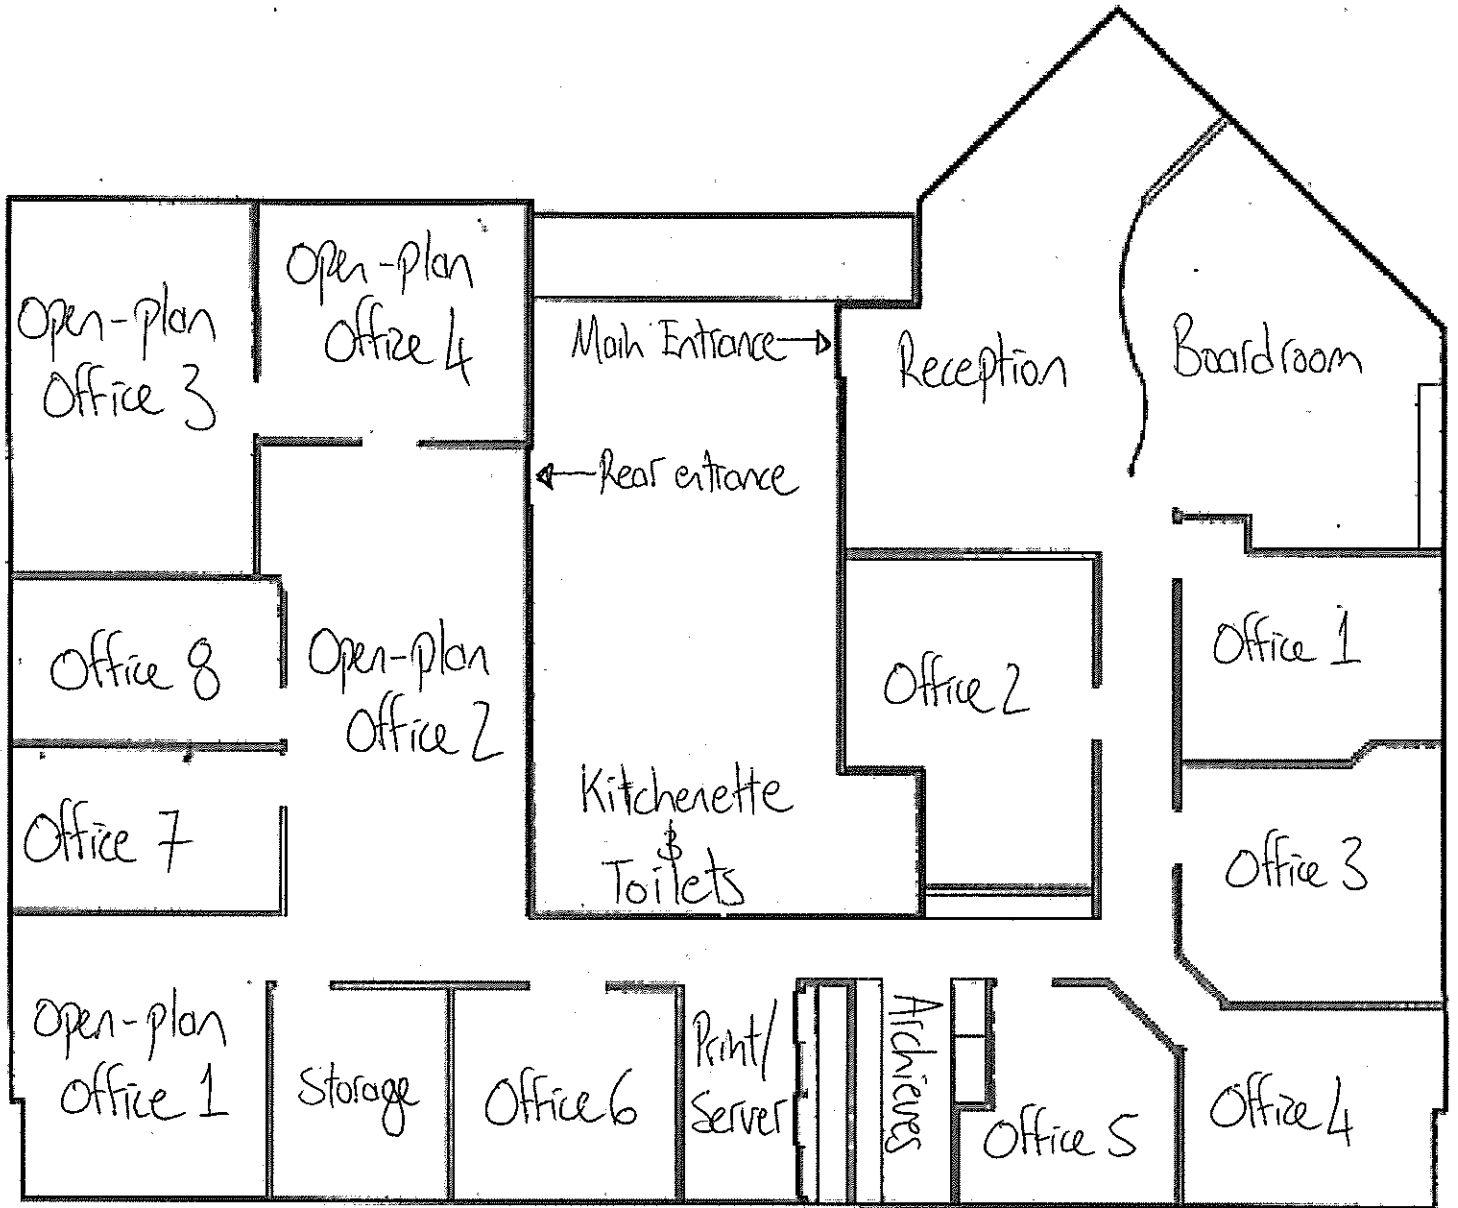 Open-plan
Office 3
Open-plan
Office 4
Main Entrance
Reception
Boardroom
Rear entrance
Office 8
Open-plan
Office 2
Office 2
Office 1
Office 7
Kitchenette
&
Toilets
Office 3
Open-plan
Office 1
Storage
Office 6
Print/
Server
Archieves
Office 5
Office 4